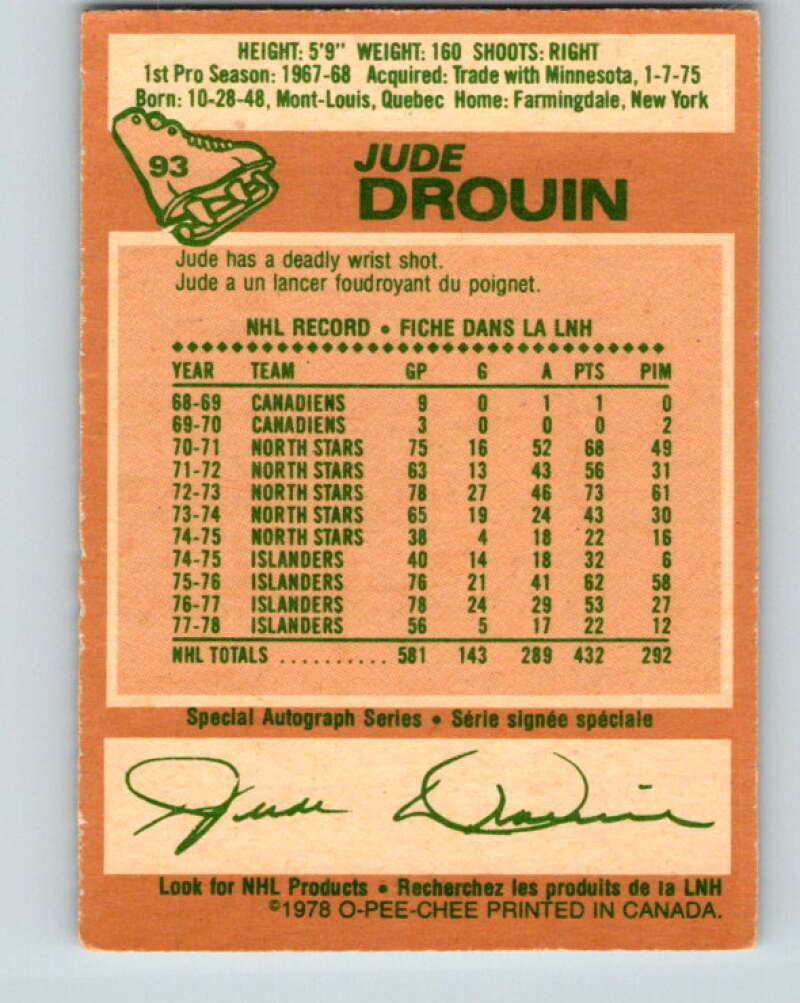 HEIGHT: 5'9" WEIGHT: 160 SHOOTS: RIGHT
1st Pro Season: 1967-68 Acquired: Trade with Minnesota, 1-7-75
Born: 10-28-48, Mont-Louis, Quebec Home: Farmingdale, New York
93
JUDE
DROUIN
Jude has a deadly wrist shot.
Jude a un lancer foudroyant du poignet.
NHL RECORD • FICHE DANS LA LNH
YEAR TEAM GP G A PTS PIM
68-69 CANADIENS 9 0 1 1 0
69-70 CANADIENS 3 0 0 0 2
70-71 NORTH STARS 75 16 52 68 49
71-72 NORTH STARS 63 13 43 56 31
72-73 NORTH STARS 78 27 46 73 61
73-74 NORTH STARS 65 19 24 43 30
74-75 NORTH STARS 38 4 18 22 16
74-75 ISLANDERS 40 14 18 32 6
75-76 ISLANDERS 76 21 41 62 58
76-77 ISLANDERS 78 24 29 53 27
77-78 ISLANDERS 56 5 17 22 12
NHL TOTALS .......... 581 143 289 432 292
Special Autograph Series • Série signée spéciale
Jude Drouin
Look for NHL Products • Recherchez les produits de la LNH
©1978 O-PEE-CHEE PRINTED IN CANADA.